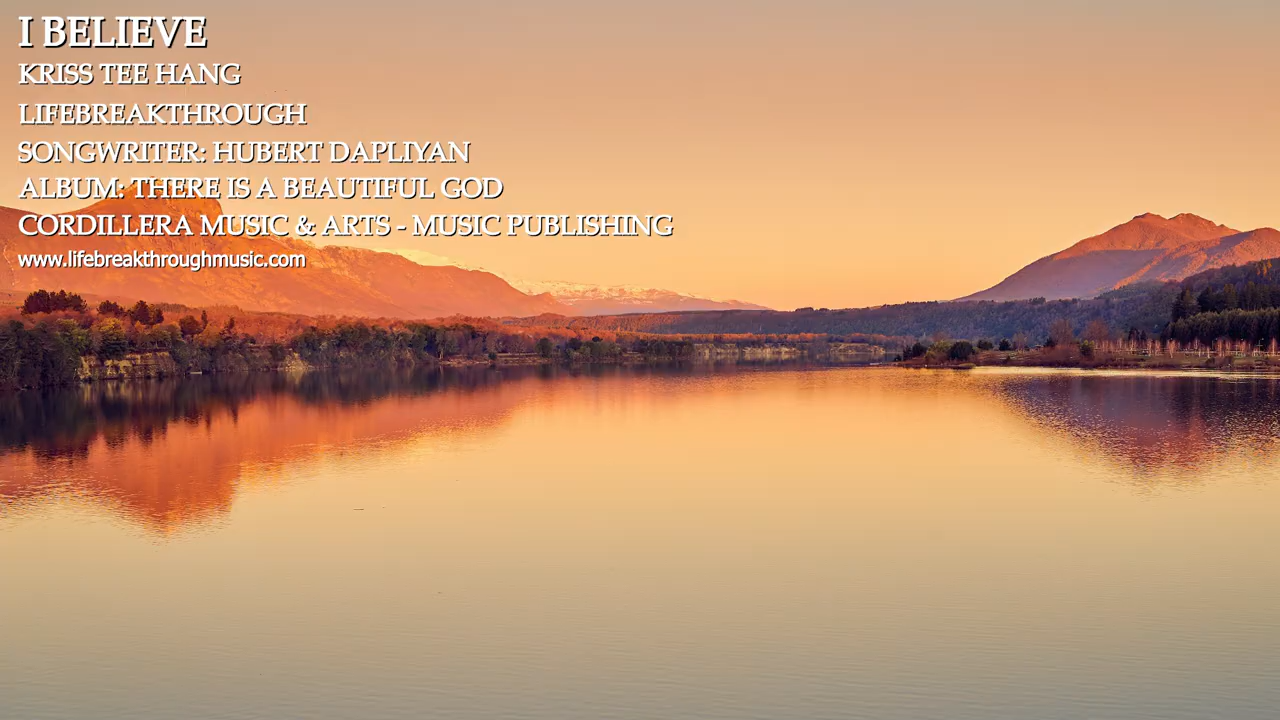 I BELIEVE
KRISS TEE HANG
LIFEBREAKTHROUGH
SONGWRITER: HUBERT DAPLIYAN
ALBUM: THERE IS A BEAUTIFUL GOD
CORDILLERA MUSIC & ARTS - MUSIC PUBLISHING
www.lifebreakthroughmusic.com